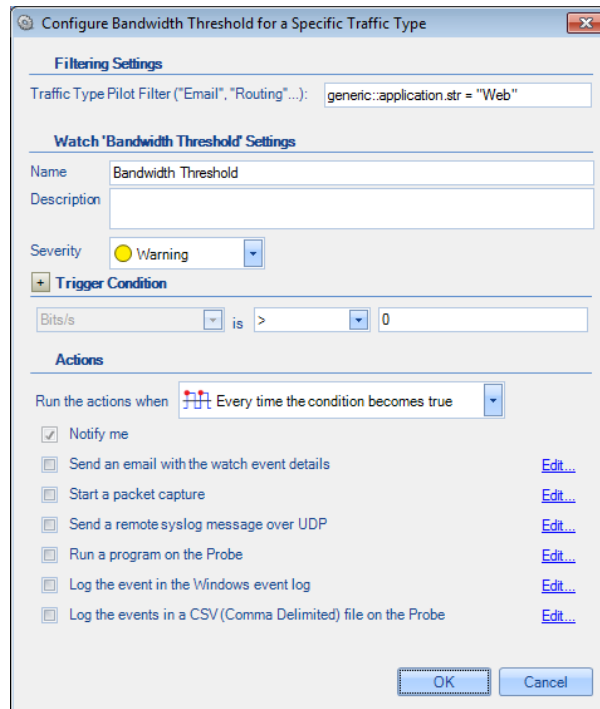 Configure Bandwidth Threshold for a Specific Traffic Type
Filtering Settings
Traffic Type Pilot Filter ("Email", "Routing"...): generic::application.str = "Web"
Watch 'Bandwidth Threshold' Settings
Name Bandwidth Threshold
Description
Severity Warning
+ Trigger Condition
Bits/s is > 0
Actions
Run the actions when Every time the condition becomes true
Notify me
Send an email with the watch event details Edit...
Start a packet capture Edit...
Send a remote syslog message over UDP Edit...
Run a program on the Probe Edit...
Log the event in the Windows event log Edit...
Log the events in a CSV (Comma Delimited) file on the Probe Edit...
OK Cancel